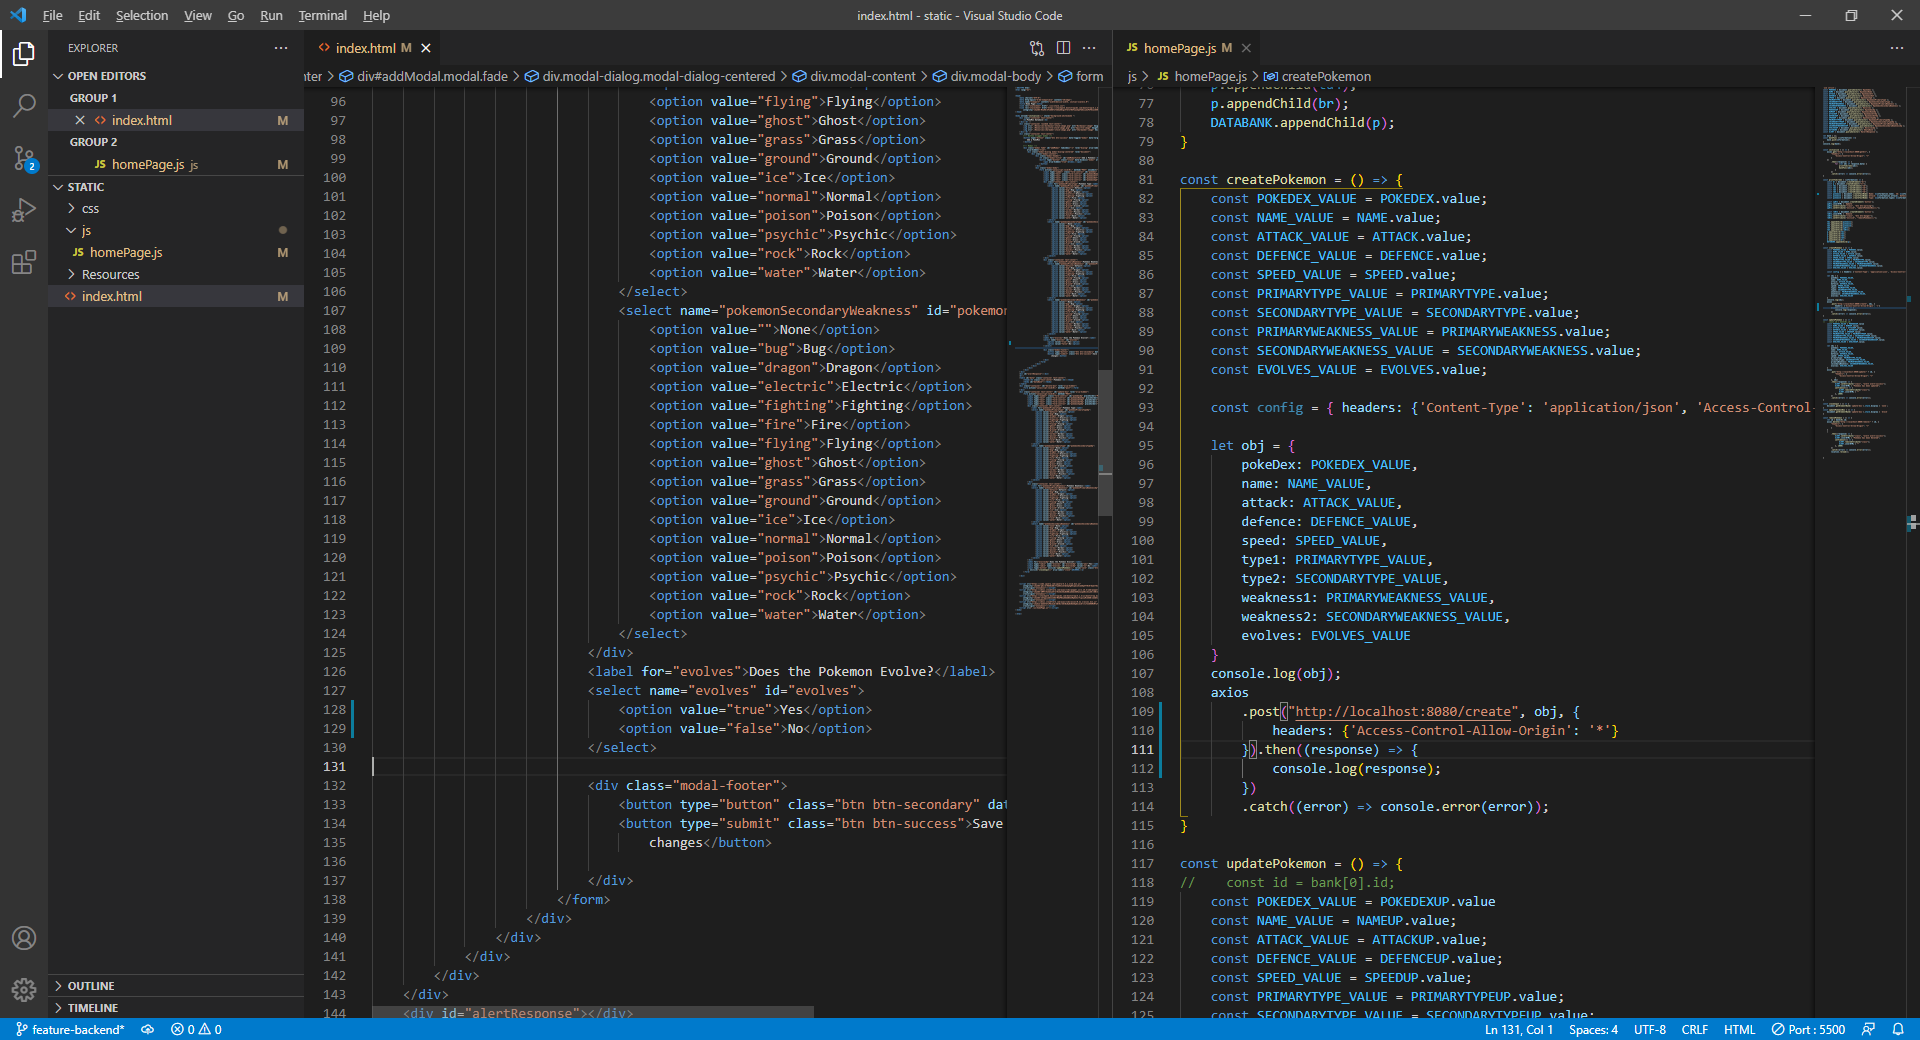 File Edit Selection View Go Run Terminal Help
index.html - static - Visual Studio Code
EXPLORER
OPEN EDITORS
GROUP 1
index.html M
GROUP 2
JS homePage.js js M
STATIC
css
js
JS homePage.js M
Resources
index.html M
OUTLINE
TIMELINE
index.html M
nter > div#addModal.modal.fade > div.modal-dialog.modal-dialog-centered > div.modal-content > div.modal-body > form
96 <option value="flying">Flying</option>
97 <option value="ghost">Ghost</option>
98 <option value="grass">Grass</option>
99 <option value="ground">Ground</option>
100 <option value="ice">Ice</option>
101 <option value="normal">Normal</option>
102 <option value="poison">Poison</option>
103 <option value="psychic">Psychic</option>
104 <option value="rock">Rock</option>
105 <option value="water">Water</option>
106 </select>
107 <select name="pokemonSecondaryWeakness" id="pokemon
108 <option value="">None</option>
109 <option value="bug">Bug</option>
110 <option value="dragon">Dragon</option>
111 <option value="electric">Electric</option>
112 <option value="fighting">Fighting</option>
113 <option value="fire">Fire</option>
114 <option value="flying">Flying</option>
115 <option value="ghost">Ghost</option>
116 <option value="grass">Grass</option>
117 <option value="ground">Ground</option>
118 <option value="ice">Ice</option>
119 <option value="normal">Normal</option>
120 <option value="poison">Poison</option>
121 <option value="psychic">Psychic</option>
122 <option value="rock">Rock</option>
123 <option value="water">Water</option>
124 </select>
125 </div>
126 <label for="evolves">Does the Pokemon Evolve?</label>
127 <select name="evolves" id="evolves">
128 <option value="true">Yes</option>
129 <option value="false">No</option>
130 </select>
131
132 <div class="modal-footer">
133 <button type="button" class="btn btn-secondary" dat
134 <button type="submit" class="btn btn-success">Save
135 changes</button>
136
137 </div>
138 </form>
139 </div>
140 </div>
141 </div>
142 </div>
143 </div>
144 <div id="alertResponse"></div>
JS homePage.js M
js > JS homePage.js > createPokemon
77 p.appendChild(br);
78 DATABANK.appendChild(p);
79 }
80
81 const createPokemon = () => {
82 const POKEDEX_VALUE = POKEDEX.value;
83 const NAME_VALUE = NAME.value;
84 const ATTACK_VALUE = ATTACK.value;
85 const DEFENCE_VALUE = DEFENCE.value;
86 const SPEED_VALUE = SPEED.value;
87 const PRIMARYTYPE_VALUE = PRIMARYTYPE.value;
88 const SECONDARYTYPE_VALUE = SECONDARYTYPE.value;
89 const PRIMARYWEAKNESS_VALUE = PRIMARYWEAKNESS.value;
90 const SECONDARYWEAKNESS_VALUE = SECONDARYWEAKNESS.value;
91 const EVOLVES_VALUE = EVOLVES.value;
92
93 const config = { headers: {'Content-Type': 'application/json', 'Access-Control-
94
95 let obj = {
96 pokeDex: POKEDEX_VALUE,
97 name: NAME_VALUE,
98 attack: ATTACK_VALUE,
99 defence: DEFENCE_VALUE,
100 speed: SPEED_VALUE,
101 type1: PRIMARYTYPE_VALUE,
102 type2: SECONDARYTYPE_VALUE,
103 weakness1: PRIMARYWEAKNESS_VALUE,
104 weakness2: SECONDARYWEAKNESS_VALUE,
105 evolves: EVOLVES_VALUE
106 }
107 console.log(obj);
108 axios
109 .post("http://localhost:8080/create", obj, {
110 headers: {'Access-Control-Allow-Origin': '*'}
111 }).then((response) => {
112 console.log(response);
113 })
114 .catch((error) => console.error(error));
115 }
116
117 const updatePokemon = () => {
118 // const id = bank[0].id;
119 const POKEDEX_VALUE = POKEDEXUP.value
120 const NAME_VALUE = NAMEUP.value;
121 const ATTACK_VALUE = ATTACKUP.value;
122 const DEFENCE_VALUE = DEFENCEUP.value;
123 const SPEED_VALUE = SPEEDUP.value;
124 const PRIMARYTYPE_VALUE = PRIMARYTYPEUP.value;
125 const SECONDARYTYPE_VALUE = SECONDARYTYPEUP.value;
feature-backend* 0 0 Ln 131, Col 1 Spaces: 4 UTF-8 CRLF HTML Port : 5500
2